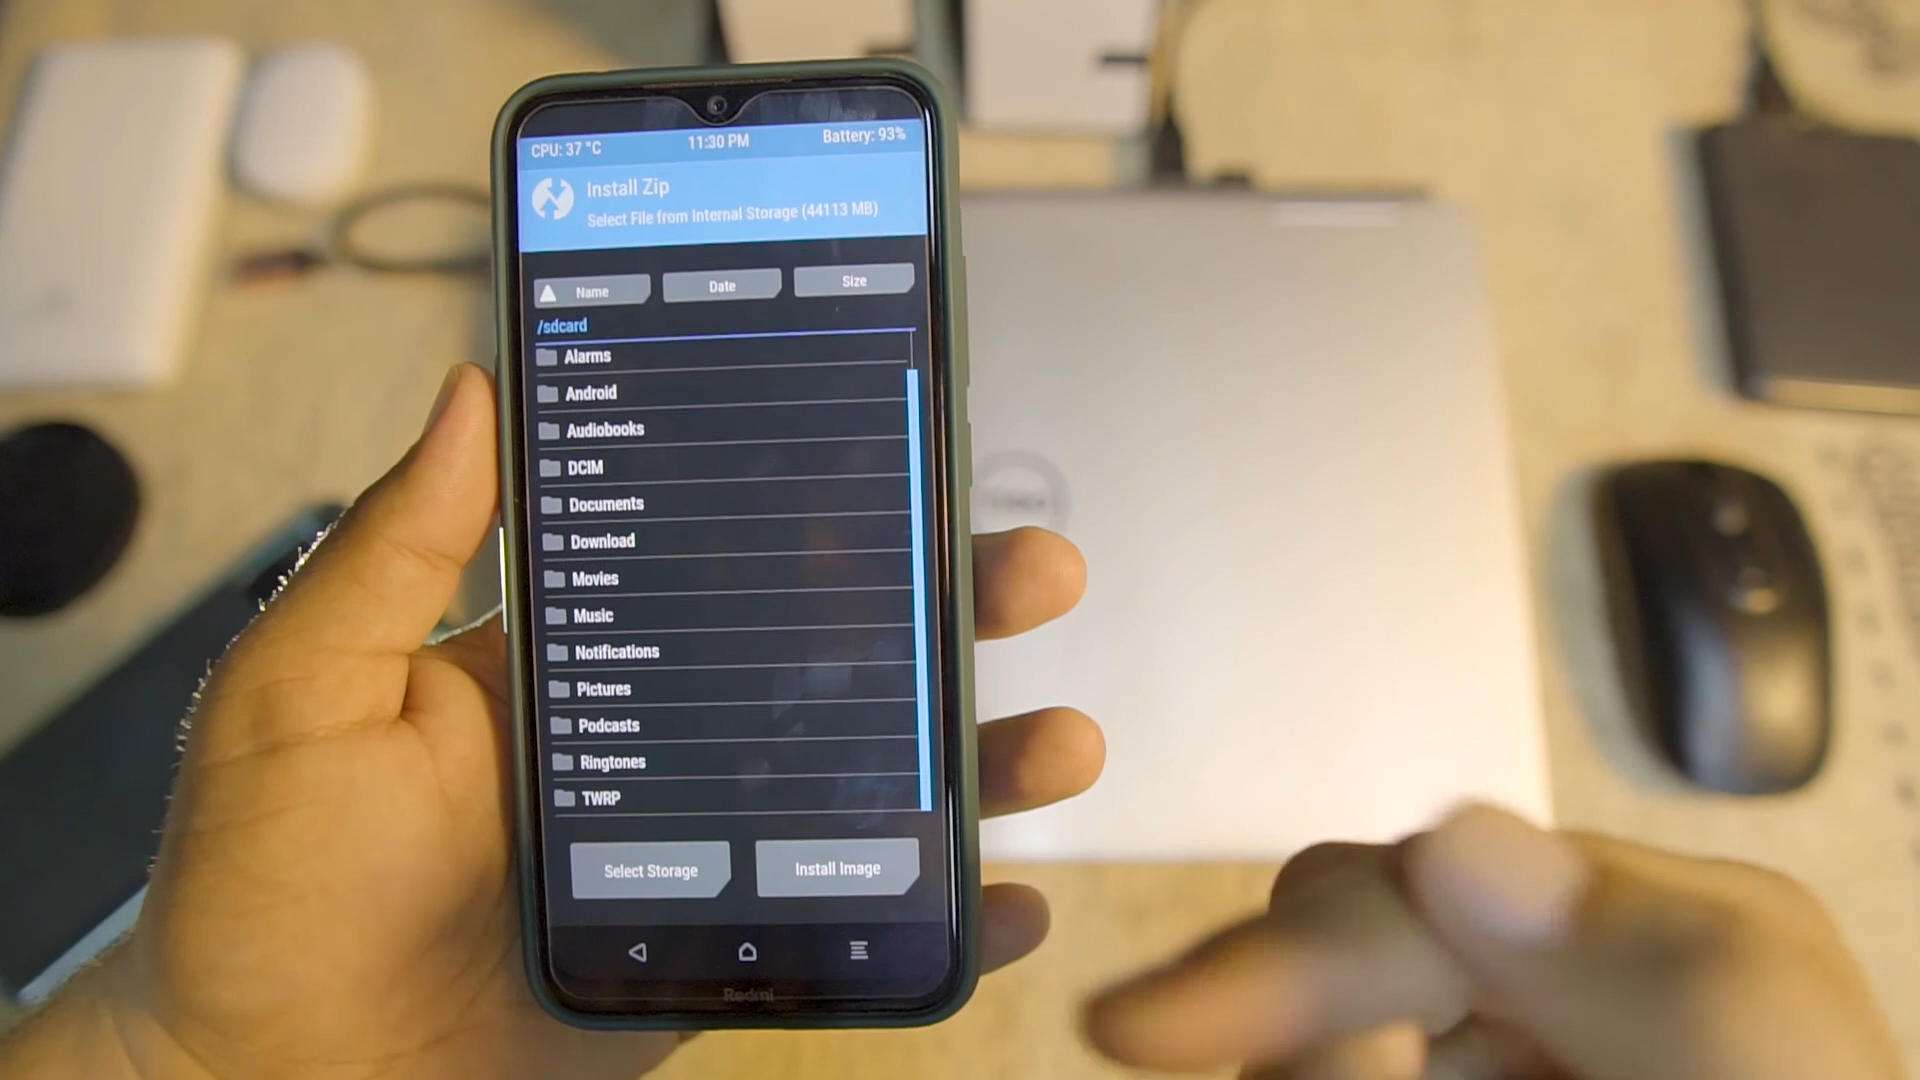 CPU: 37 °C 11:30 PM Battery: 93%
Install Zip
Select File from Internal Storage (44113 MB)
Name Date Size
/sdcard
Alarms
Android
Audiobooks
DCIM
Documents
Download
Movies
Music
Notifications
Pictures
Podcasts
Ringtones
TWRP
Select Storage Install Image
Redmi